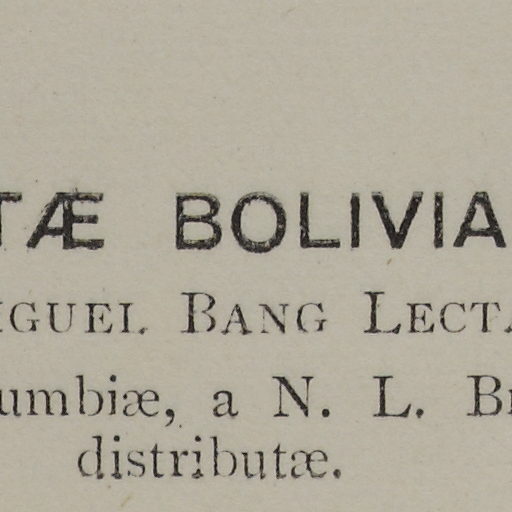 TÆ BOLIVIA
IGUEL BANG LECTA
umbiæ, a N. L. B
distributæ.